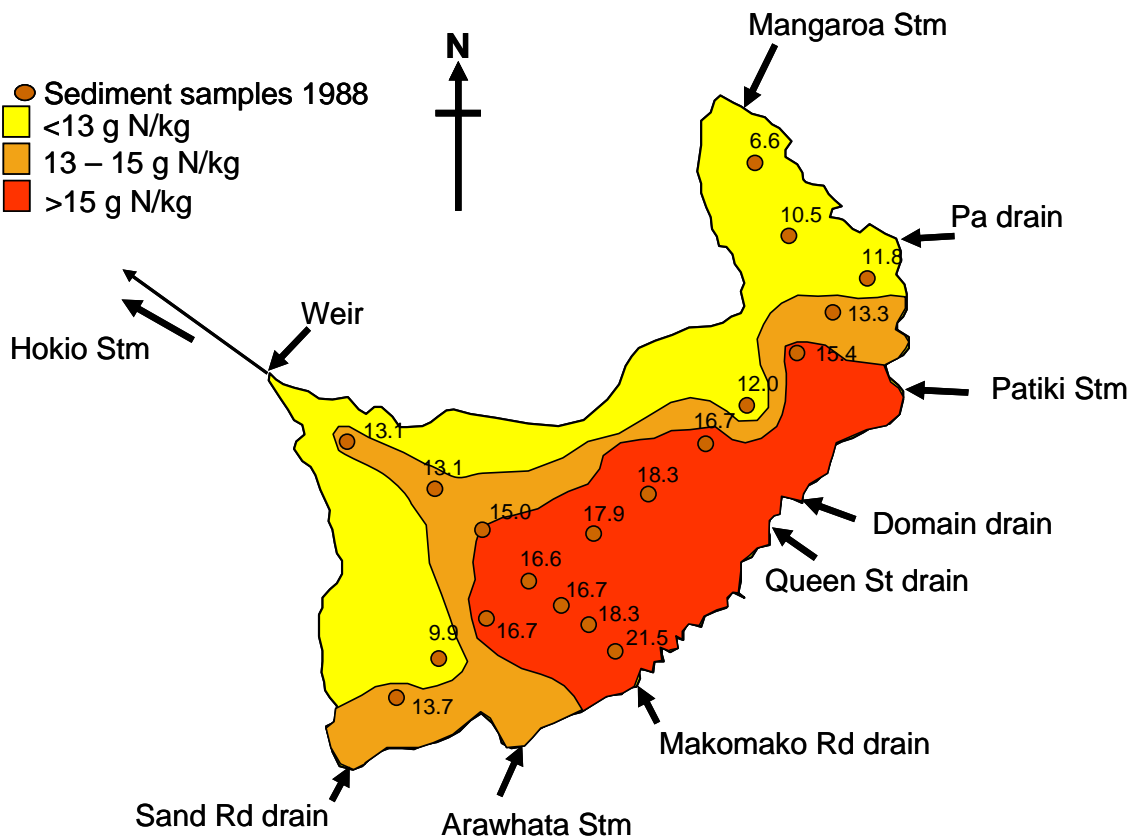 Mangaroa Stm
N
Sediment samples 1988
<13 g N/kg
13 – 15 g N/kg
>15 g N/kg
6.6
10.5
Pa drain
11.8
Weir
13.3
Hokio Stm
15.4
12.0
Patiki Stm
16.7
13.1
13.1
18.3
15.0
17.9
Domain drain
16.6
Queen St drain
16.7
18.3
16.7
9.9
21.5
13.7
Makomako Rd drain
Sand Rd drain
Arawhata Stm